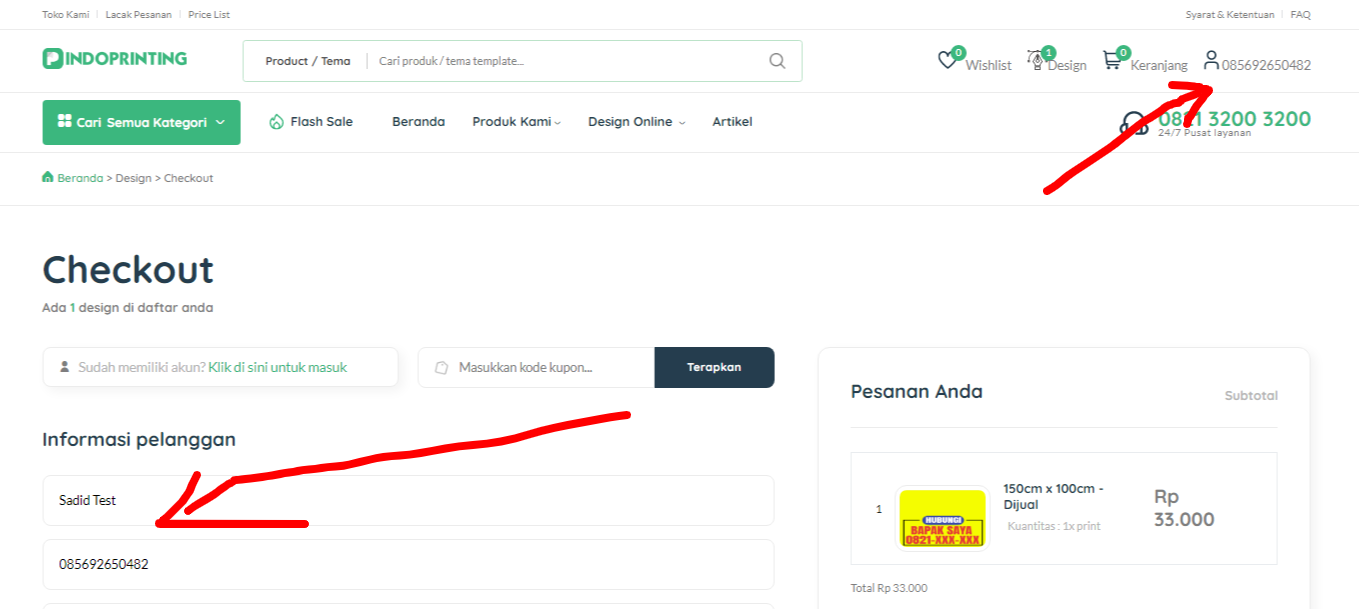 Toko Kami Lacak Pesanan Price List Syarat & Ketentuan FAQ
INDOPRINTING Product / Tema Cari produk / tema template... 0 Wishlist 1 Design 0 Keranjang 085692650482
Cari Semua Kategori Flash Sale Beranda Produk Kami Design Online Artikel 0821 3200 3200
24/7 Pusat layanan
Beranda > Design > Checkout
Checkout
Ada 1 design di daftar anda
Sudah memiliki akun? Klik di sini untuk masuk Masukkan kode kupon... Terapkan
Pesanan Anda Subtotal
Informasi pelanggan
Sadid Test
085692650482
1
HUBUNGI
BAPAK SAYA
0821-XXX-XXX
150cm x 100cm -
Dijual
Kuantitas : 1x print
Rp
33.000
Total Rp 33.000